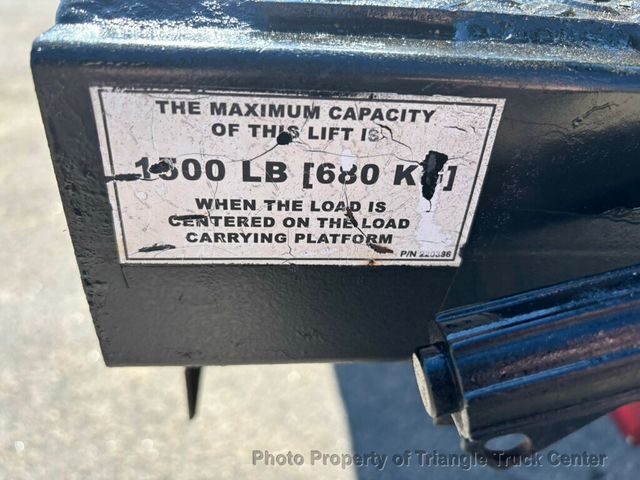 THE MAXIMUM CAPACITY
OF THIS LIFT IS
1500 LB [680 KG]
WHEN THE LOAD IS
CENTERED ON THE LOAD
CARRYING PLATFORM
P/N 220386
Photo Property of Triangle Truck Center